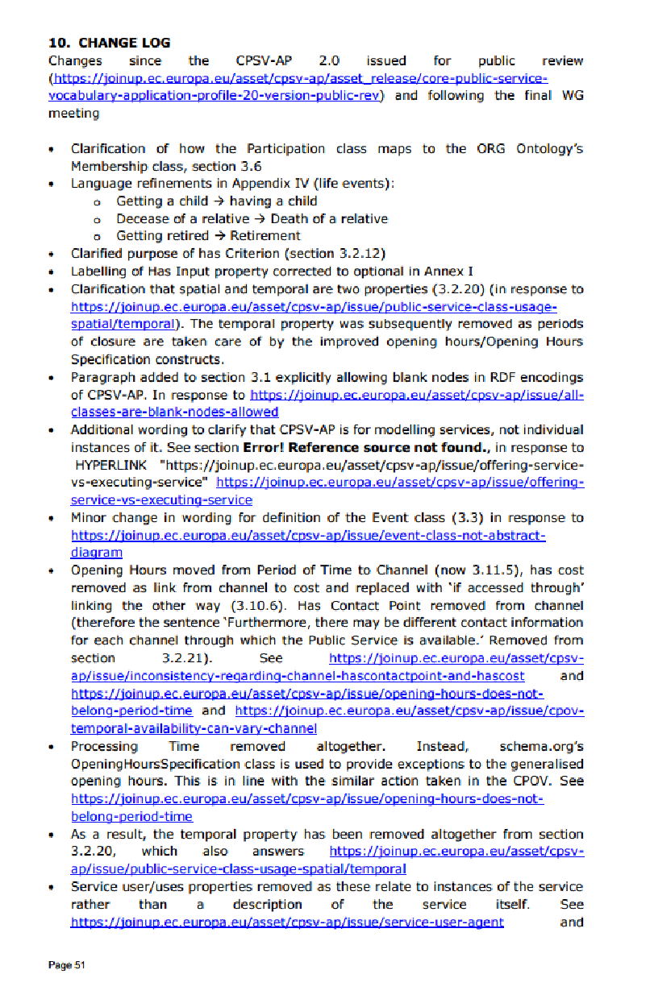 10. CHANGE LOG
Changes since the CPSV-AP 2.0 issued for public review
(https://joinup.ec.europa.eu/asset/cpsv-ap/asset_release/core-public-service-
vocabulary-application-profile-20-version-public-rev) and following the final WG
meeting
• Clarification of how the Participation class maps to the ORG Ontology’s
Membership class, section 3.6
• Language refinements in Appendix IV (life events):
o Getting a child → having a child
o Decease of a relative → Death of a relative
o Getting retired → Retirement
• Clarified purpose of has Criterion (section 3.2.12)
• Labelling of Has Input property corrected to optional in Annex I
• Clarification that spatial and temporal are two properties (3.2.20) (in response to
https://joinup.ec.europa.eu/asset/cpsv-ap/issue/public-service-class-usage-
spatial/temporal). The temporal property was subsequently removed as periods
of closure are taken care of by the improved opening hours/Opening Hours
Specification constructs.
• Paragraph added to section 3.1 explicitly allowing blank nodes in RDF encodings
of CPSV-AP. In response to https://joinup.ec.europa.eu/asset/cpsv-ap/issue/all-
classes-are-blank-nodes-allowed
• Additional wording to clarify that CPSV-AP is for modelling services, not individual
instances of it. See section Error! Reference source not found., in response to
HYPERLINK "https://joinup.ec.europa.eu/asset/cpsv-ap/issue/offering-service-
vs-executing-service" https://joinup.ec.europa.eu/asset/cpsv-ap/issue/offering-
service-vs-executing-service
• Minor change in wording for definition of the Event class (3.3) in response to
https://joinup.ec.europa.eu/asset/cpsv-ap/issue/event-class-not-abstract-
diagram
• Opening Hours moved from Period of Time to Channel (now 3.11.5), has cost
removed as link from channel to cost and replaced with ‘if accessed through’
linking the other way (3.10.6). Has Contact Point removed from channel
(therefore the sentence ‘Furthermore, there may be different contact information
for each channel through which the Public Service is available.’ Removed from
section 3.2.21). See https://joinup.ec.europa.eu/asset/cpsv-
ap/issue/inconsistency-regarding-channel-hascontactpoint-and-hascost and
https://joinup.ec.europa.eu/asset/cpsv-ap/issue/opening-hours-does-not-
belong-period-time and https://joinup.ec.europa.eu/asset/cpsv-ap/issue/cpov-
temporal-availability-can-vary-channel
• Processing Time removed altogether. Instead, schema.org’s
OpeningHoursSpecification class is used to provide exceptions to the generalised
opening hours. This is in line with the similar action taken in the CPOV. See
https://joinup.ec.europa.eu/asset/cpsv-ap/issue/opening-hours-does-not-
belong-period-time
• As a result, the temporal property has been removed altogether from section
3.2.20, which also answers https://joinup.ec.europa.eu/asset/cpsv-
ap/issue/public-service-class-usage-spatial/temporal
• Service user/uses properties removed as these relate to instances of the service
rather than a description of the service itself. See
https://joinup.ec.europa.eu/asset/cpsv-ap/issue/service-user-agent and
Page 51